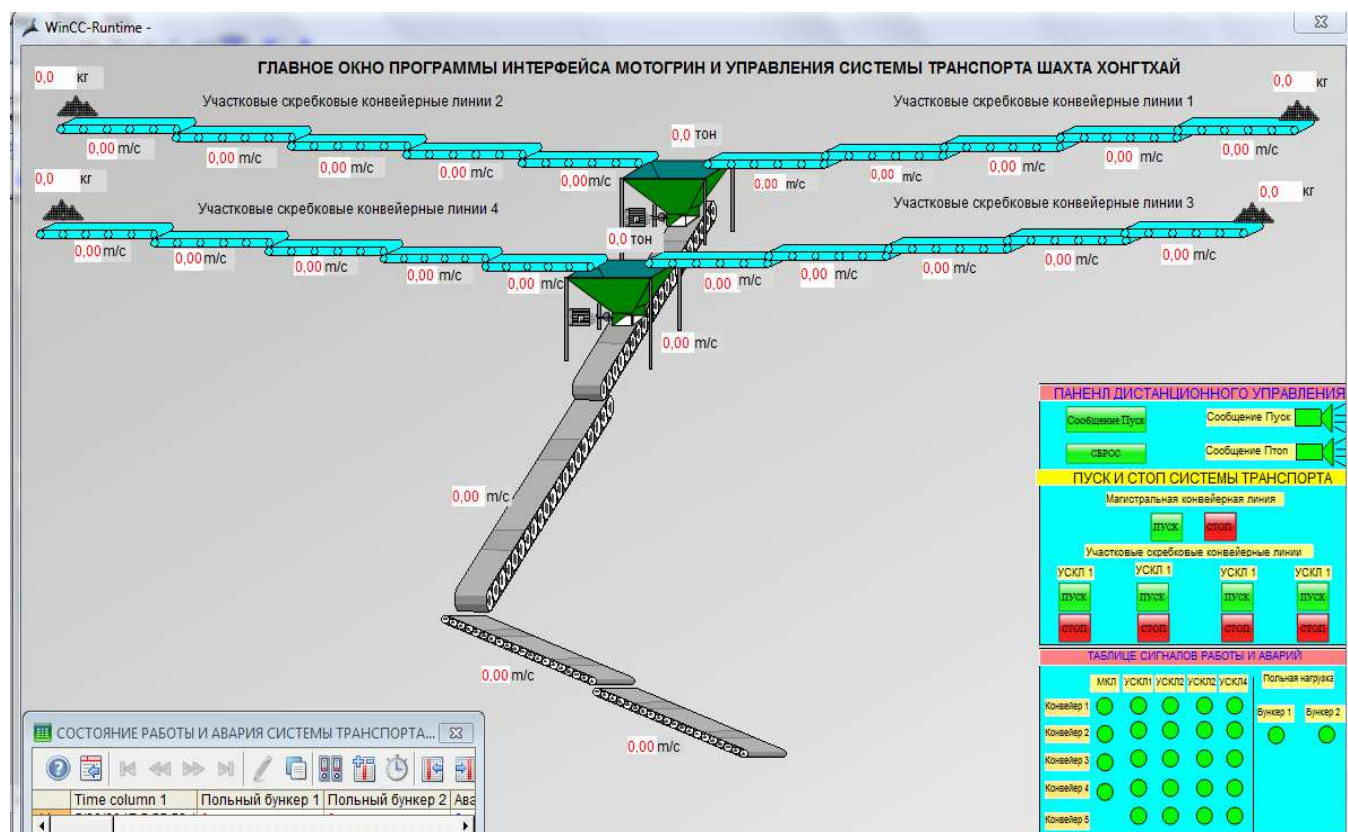 WinCC-Runtime -
ГЛАВНОЕ ОКНО ПРОГРАММЫ ИНТЕРФЕЙСА МОТОГРИН И УПРАВЛЕНИЯ СИСТЕМЫ ТРАНСПОРТА ШАХТА ХОНГТХАЙ
0,0 кг
0,0 кг
Участковые скребковые конвейерные линии 2
Участковые скребковые конвейерные линии 1
0,0 тон
0,00 m/c
0,00 m/c
0,00 m/c
0,00 m/c
0,00m/c
0,00 m/c
0,00 m/c
0,00 m/c
0,00 m/c
0,00 m/c
0,0 кг
0,0 кг
Участковые скребковые конвейерные линии 4
Участковые скребковые конвейерные линии 3
0,0 тон
0,00 m/c
0,00 m/c
0,00 m/c
0,00 m/c
0,00 m/c
0,00 m/c
0,00 m/c
0,00 m/c
0,00 m/c
0,00 m/c
0,00 m/c
0,00 m/c
0,00 m/c
0.00 m/c
ПАНЕНЛ ДИСТАНЦИОННОГО УПРАВЛЕНИЯ
Сообщение Пуск
Сообщение Пуск
СБРОС
Сообщение Птоп
ПУСК И СТОП СИСТЕМЫ ТРАНСПОРТА
Магистральная конвейерная линия
ПУСК СТОП
Участковые скребковые конвейерные линии
УСКЛ 1 УСКЛ 1 УСКЛ 1 УСКЛ 1
ПУСК ПУСК ПУСК ПУСК
СТОП СТОП СТОП СТОП
ТАБЛИЦЕ СИГНАЛОВ РАБОТЫ И АВАРИЙ
МКЛ УСКЛ1 УСКЛ2 УСКЛ2 УСКЛ4 Польная нагрузка
Конвейер 1
Бункер 1 Бункер 2
Конвейер 2
Конвейер 3
Конвейер 4
Конвейер 5
СОСТОЯНИЕ РАБОТЫ И АВАРИЯ СИСТЕМЫ ТРАНСПОРТА...
Time column 1 Польный бункер 1 Польный бункер 2 Ава